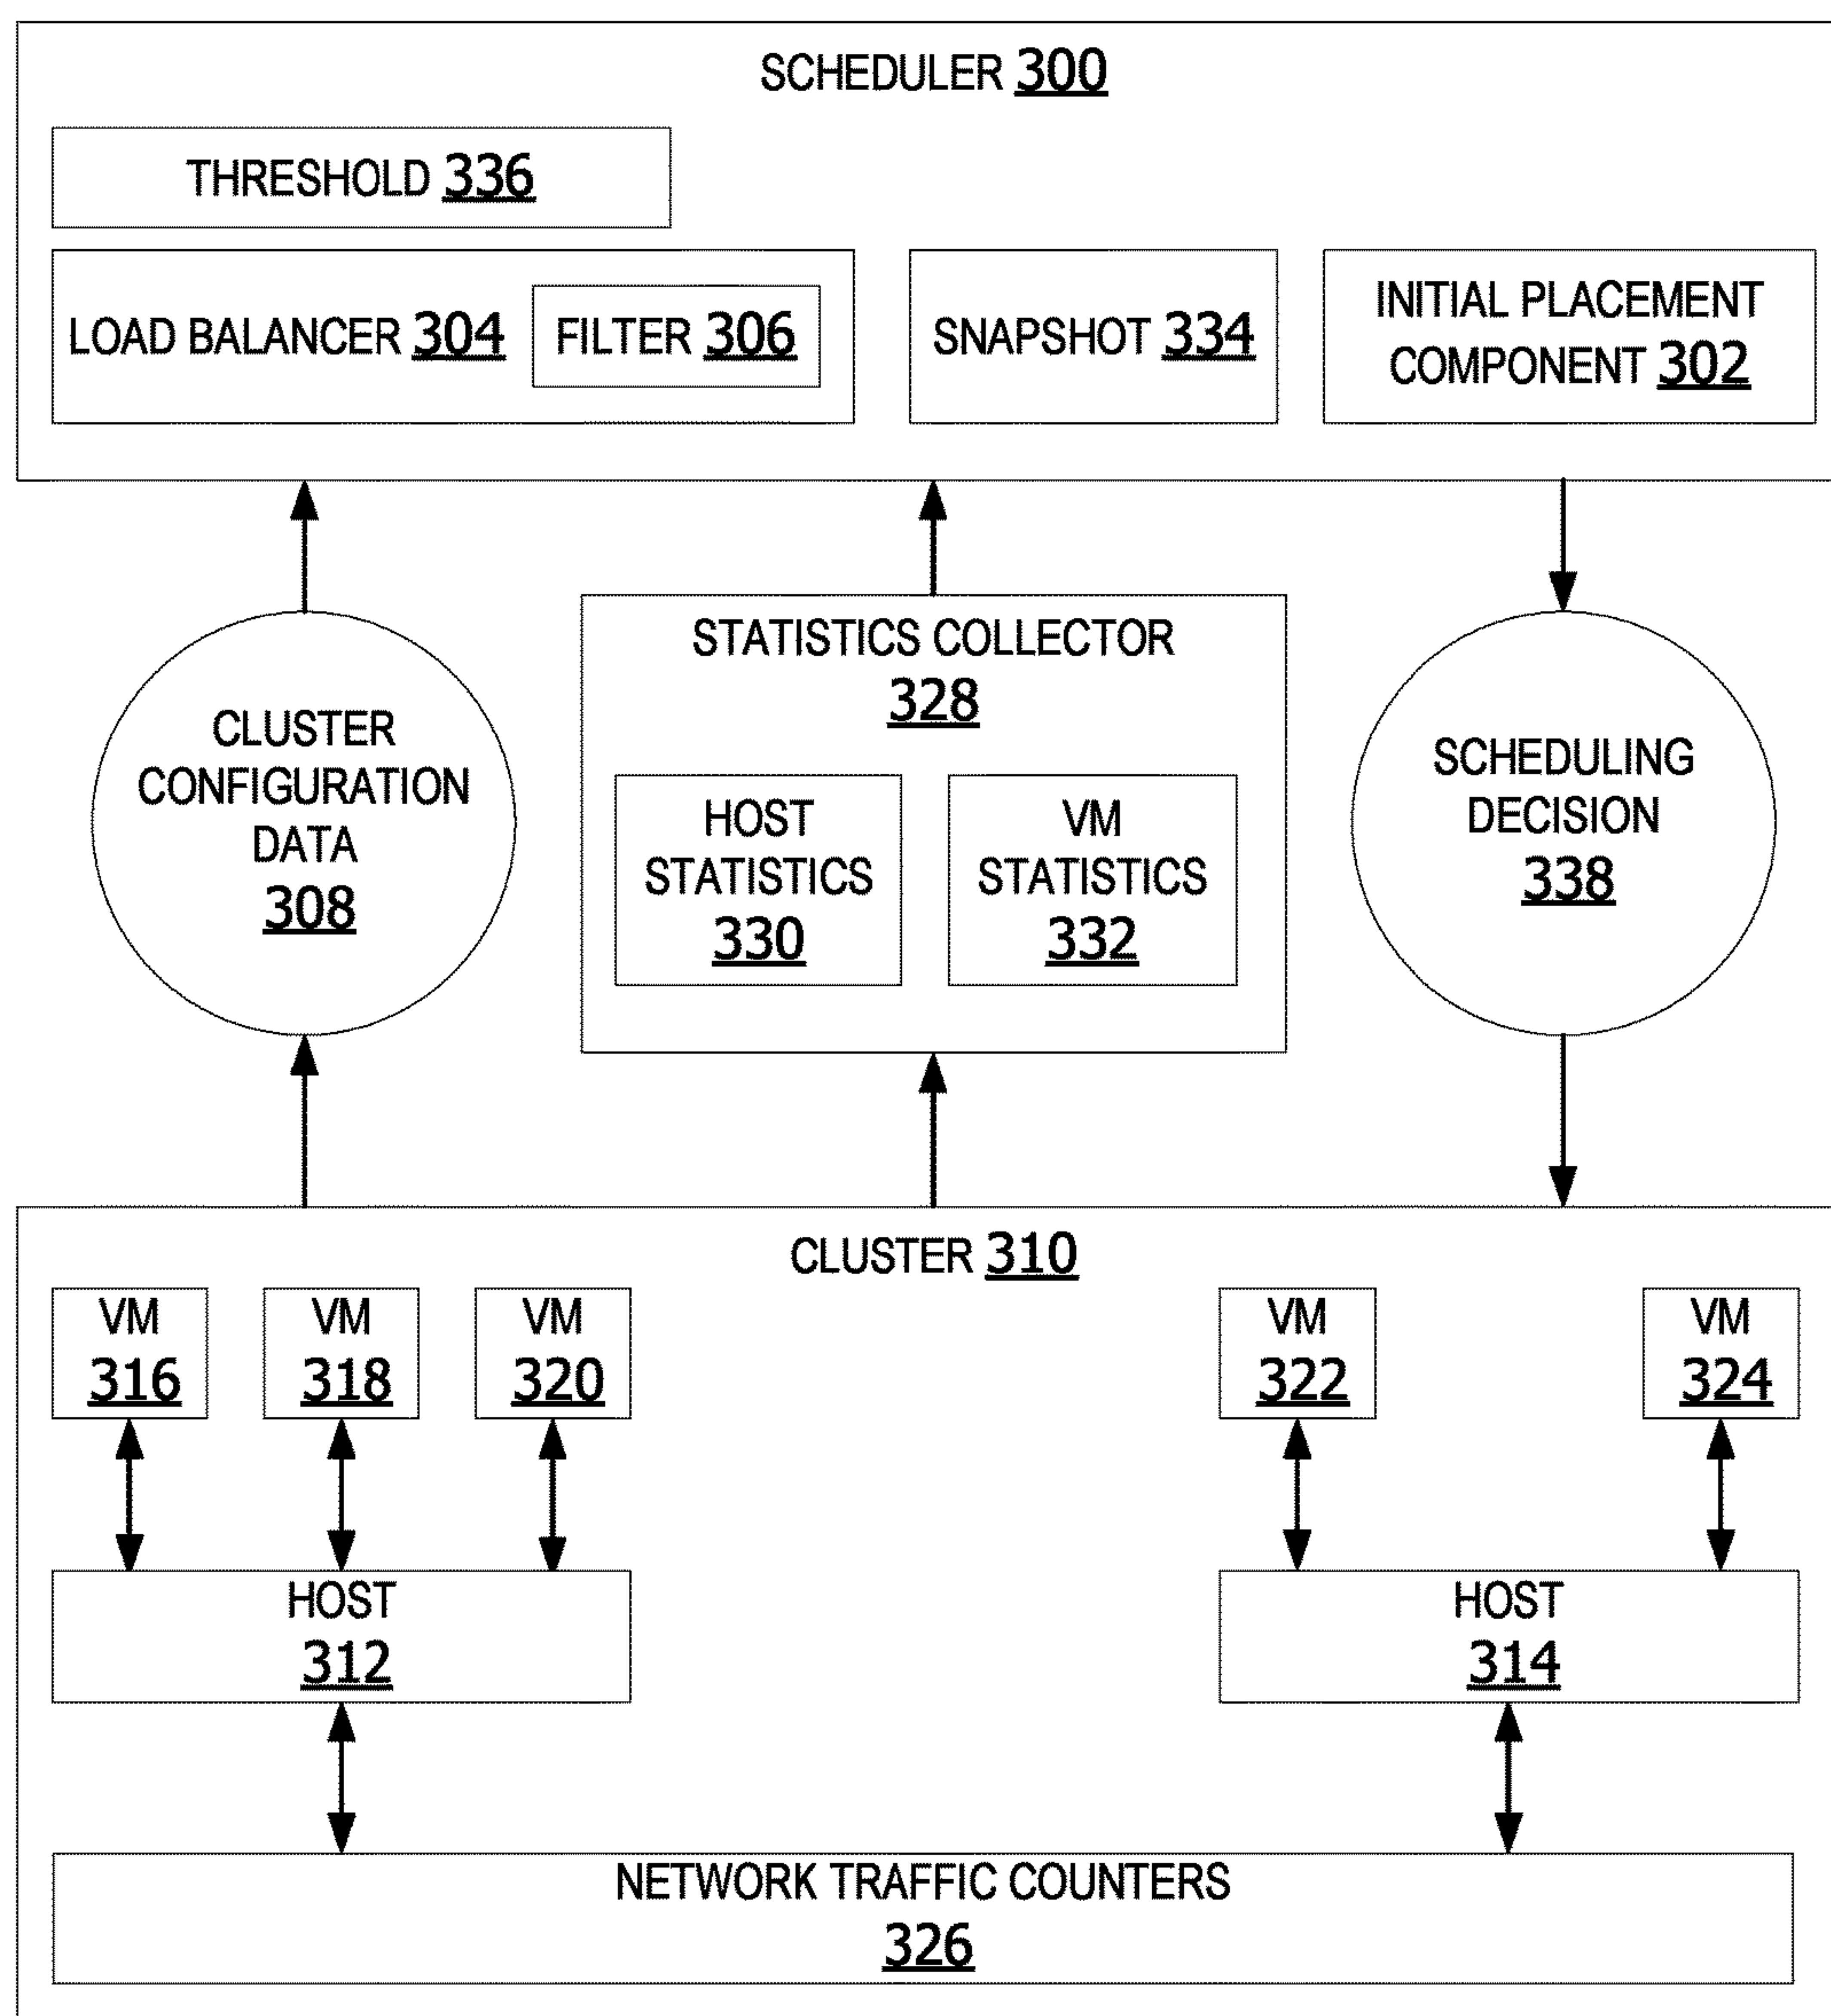 SCHEDULER 300
THRESHOLD 336
LOAD BALANCER 304
FILTER 306
SNAPSHOT 334
INITIAL PLACEMENT
COMPONENT 302
CLUSTER
CONFIGURATION
DATA
308
STATISTICS COLLECTOR
328
HOST
STATISTICS
330
VM
STATISTICS
332
SCHEDULING
DECISION
338
CLUSTER 310
VM
316
VM
318
VM
320
VM
322
VM
324
HOST
312
HOST
314
NETWORK TRAFFIC COUNTERS
326